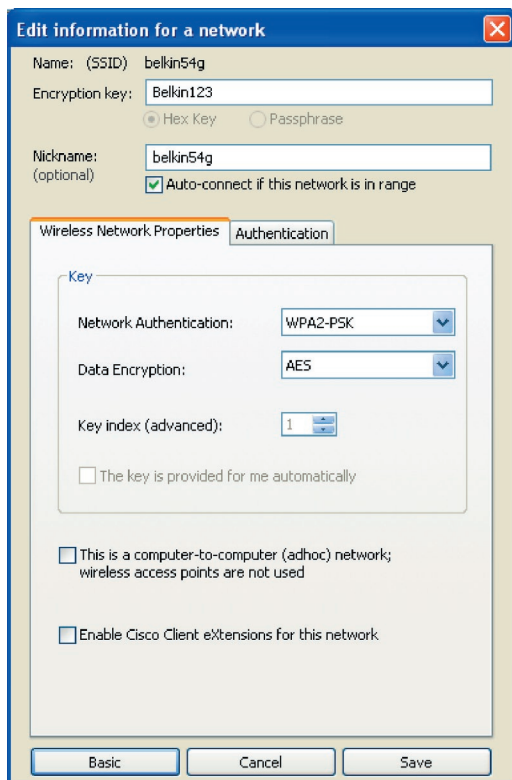 Edit information for a network
Name: (SSID) belkin54g
Encryption key: Belkin123
Hex Key Passphrase
Nickname: belkin54g
(optional)
Auto-connect if this network is in range
Wireless Network Properties Authentication
Key
Network Authentication: WPA2-PSK
Data Encryption: AES
Key index (advanced): 1
The key is provided for me automatically
This is a computer-to-computer (adhoc) network;
wireless access points are not used
Enable Cisco Client eXtensions for this network
Basic Cancel Save